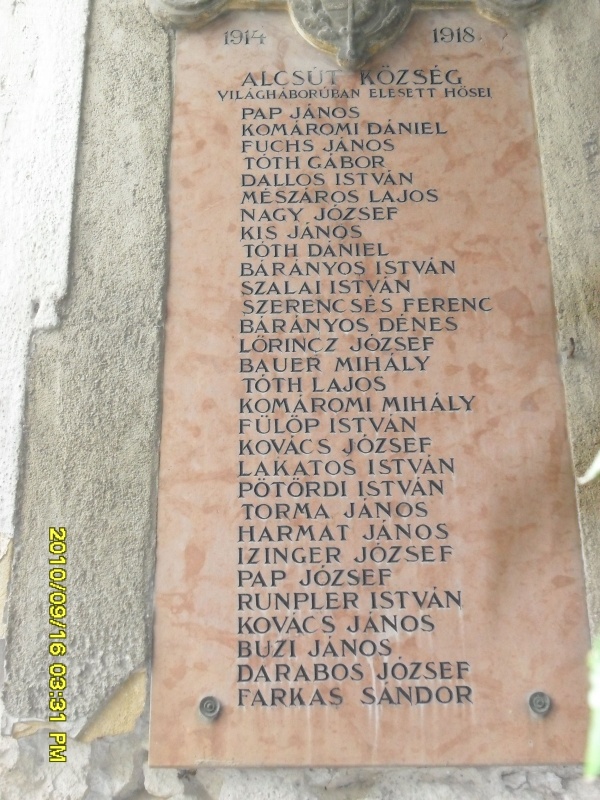 1914 1918.
ALCSÚT KÖZSÉG
VILÁGHÁBORÚBAN ELESETT HŐSEI
PAP JÁNOS
KOMÁROMI DÁNIEL
FUCHS JÁNOS
TÓTH GÁBOR
DALLOS ISTVÁN
MÉSZÁROS LAJOS
NAGY JÓZSEF
KIS JÁNOS
TÓTH DÁNIEL
BÁRÁNYOS ISTVÁN
SZALAI ISTVÁN
SZERENCSÉS FERENC
BÁRÁNYOS DÉNES
LŐRINCZ JÓZSEF
BAUER MIHÁLY
TÓTH LAJOS
KOMÁROMI MIHÁLY
FÜLÖP ISTVÁN
KOVÁCS JÓZSEF
LAKATOS ISTVÁN
PÖTÖRDI ISTVÁN
TORMA JÁNOS
HARMAT JÁNOS
IZINGER JÓZSEF
PAP JÓZSEF
RUNPLER ISTVÁN
KOVÁCS JÁNOS
BUZI JÁNOS
DARABOS JÓZSEF
FARKAS SÁNDOR
2010/09/16 03:31 PM